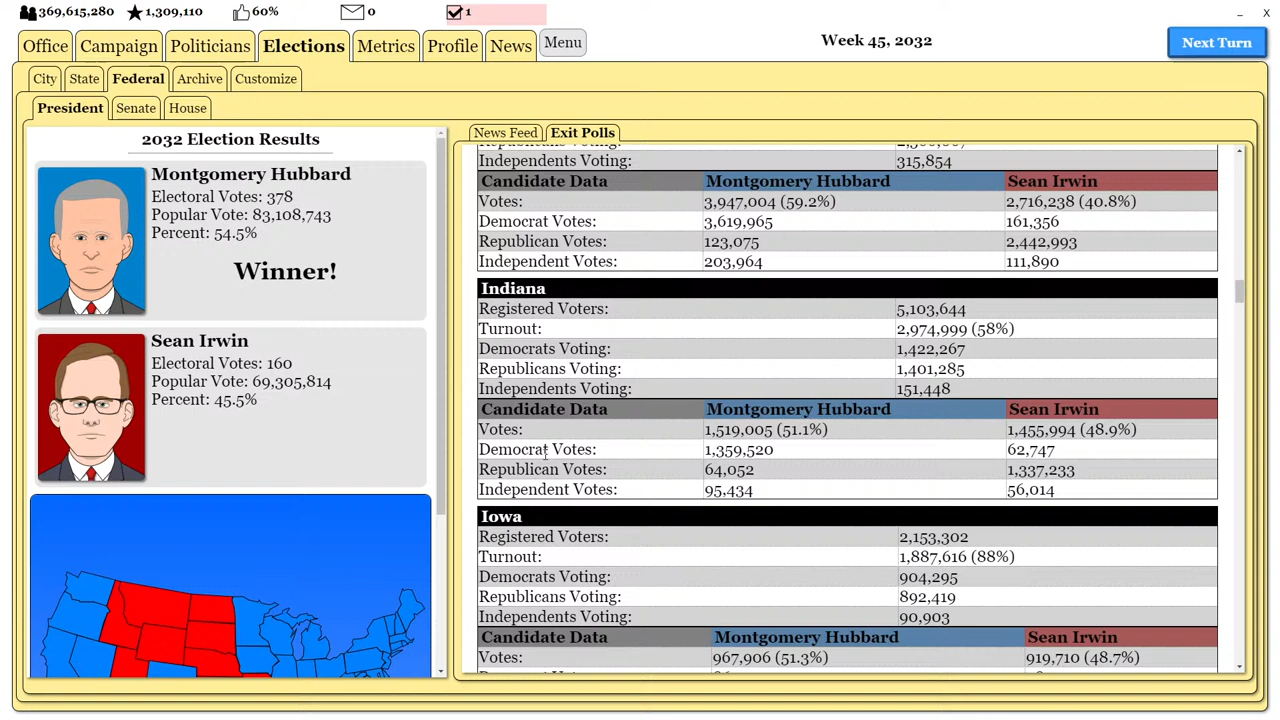 369,615,280 1,309,110 60% 0 1
Office Campaign Politicians Elections Metrics Profile News Menu Week 45, 2032 Next Turn
City State Federal Archive Customize
President Senate House
2032 Election Results
Montgomery Hubbard
Electoral Votes: 378
Popular Vote: 83,108,743
Percent: 54.5%
Winner!
Sean Irwin
Electoral Votes: 160
Popular Vote: 69,305,814
Percent: 45.5%
News Feed Exit Polls
Independents Voting: 315,854
Candidate Data Montgomery Hubbard Sean Irwin
Votes: 3,947,004 (59.2%) 2,716,238 (40.8%)
Democrat Votes: 3,619,965 161,356
Republican Votes: 123,075 2,442,993
Independent Votes: 203,964 111,890
Indiana
Registered Voters: 5,103,644
Turnout: 2,974,999 (58%)
Democrats Voting: 1,422,267
Republicans Voting: 1,401,285
Independents Voting: 151,448
Candidate Data Montgomery Hubbard Sean Irwin
Votes: 1,519,005 (51.1%) 1,455,994 (48.9%)
Democrat Votes: 1,359,520 62,747
Republican Votes: 64,052 1,337,233
Independent Votes: 95,434 56,014
Iowa
Registered Voters: 2,153,302
Turnout: 1,887,616 (88%)
Democrats Voting: 904,295
Republicans Voting: 892,419
Independents Voting: 90,903
Candidate Data Montgomery Hubbard Sean Irwin
Votes: 967,906 (51.3%) 919,710 (48.7%)